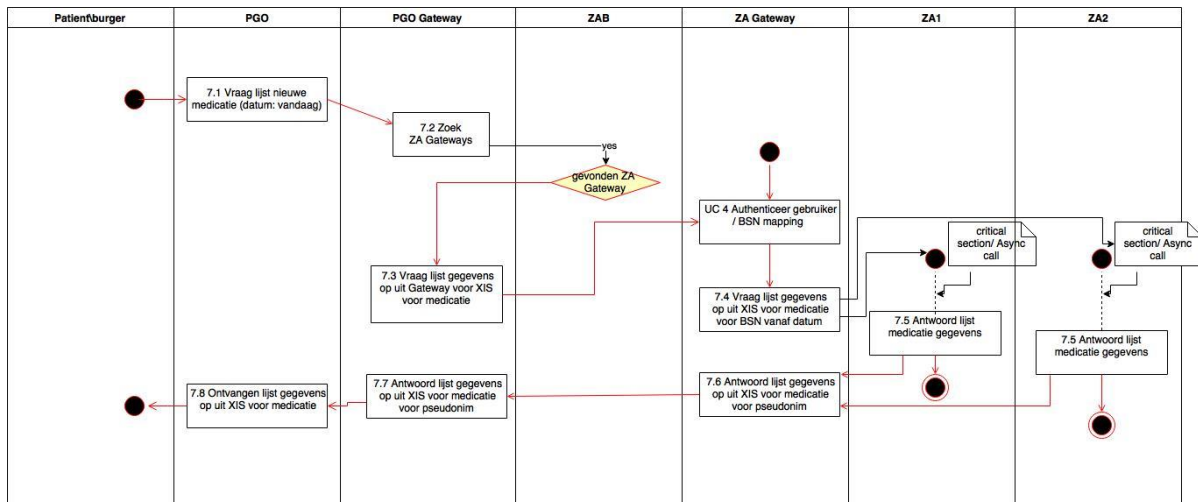 Patient\burger
PGO
PGO Gateway
ZAB
ZA Gateway
ZA1
ZA2
7.1 Vraag lijst nieuwe
medicatie (datum: vandaag)
7.2 Zoek
ZA Gateways
yes
gevonden ZA
Gateway
UC 4 Authenticeer gebruiker
/ BSN mapping
critical
section/ Async
call
critical
section/ Async
call
7.3 Vraag lijst gegevens
op uit Gateway voor XIS
voor medicatie
7.4 Vraag lijst gegevens
op uit XIS voor medicatie
voor BSN vanaf datum
7.5 Antwoord lijst
medicatie gegevens
7.5 Antwoord lijst
medicatie gegevens
7.8 Ontvangen lijst gegevens
op uit XIS voor medicatie
7.7 Antwoord lijst gegevens
op uit XIS voor medicatie
voor pseudonim
7.6 Antwoord lijst gegevens
op uit XIS voor medicatie
voor pseudonim